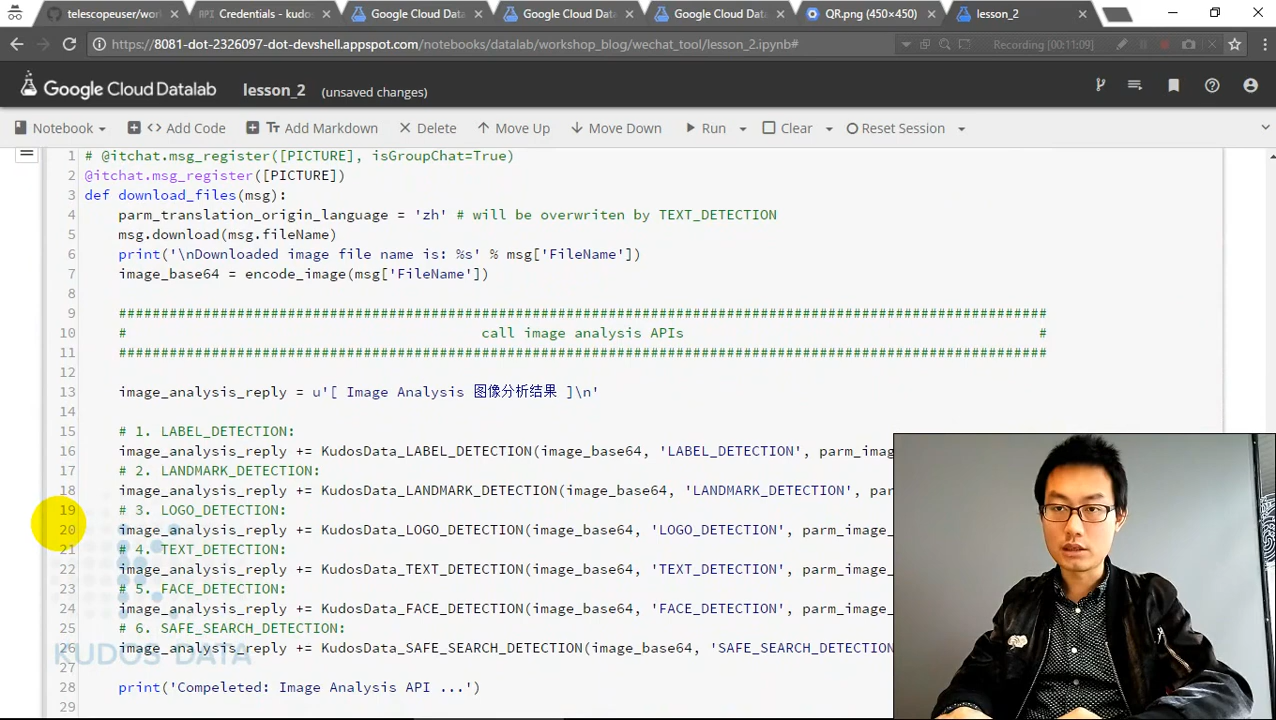 telescopeuser/wor
API Credentials - kudos
Google Cloud Dat
Google Cloud Dat
Google Cloud Dat
QR.png (450×450)
lesson_2
https://8081-dot-2326097-dot-devshell.appspot.com/notebooks/datalab/workshop_blog/wechat_tool/lesson_2.ipynb#
Recording [00:11:09]
Google Cloud Datalab
lesson_2
(unsaved changes)
Notebook
<> Add Code
Tт Add Markdown
Delete
Move Up
Move Down
Run
Clear
Reset Session
1 # @itchat.msg_register([PICTURE], isGroupChat=True)
2 @itchat.msg_register([PICTURE])
3 def download_files(msg):
4 parm_translation_origin_language = 'zh' # will be overwriten by TEXT_DETECTION
5 msg.download(msg.fileName)
6 print('\nDownloaded image file name is: %s' % msg['FileName'])
7 image_base64 = encode_image(msg['FileName'])
8
9 ##############################################################################################################
10 # call image analysis APIs #
11 ##############################################################################################################
12
13 image_analysis_reply = u'[ Image Analysis 图像分析结果 ]\n'
14
15 # 1. LABEL_DETECTION:
16 image_analysis_reply += KudosData_LABEL_DETECTION(image_base64, 'LABEL_DETECTION', parm_ima
17 # 2. LANDMARK_DETECTION:
18 image_analysis_reply += KudosData_LANDMARK_DETECTION(image_base64, 'LANDMARK_DETECTION', par
19 # 3. LOGO_DETECTION:
20 image_analysis_reply += KudosData_LOGO_DETECTION(image_base64, 'LOGO_DETECTION', parm_imag
21 # 4. TEXT_DETECTION:
22 image_analysis_reply += KudosData_TEXT_DETECTION(image_base64, 'TEXT_DETECTION', parm_imag
23 # 5. FACE_DETECTION:
24 image_analysis_reply += KudosData_FACE_DETECTION(image_base64, 'FACE_DETECTION', parm_imag
25 # 6. SAFE_SEARCH_DETECTION:
26 image_analysis_reply += KudosData_SAFE_SEARCH_DETECTION(image_base64, 'SAFE_SEARCH_DETECTION
27
28 print('Compeleted: Image Analysis API ...')
29
KUDOS DATA